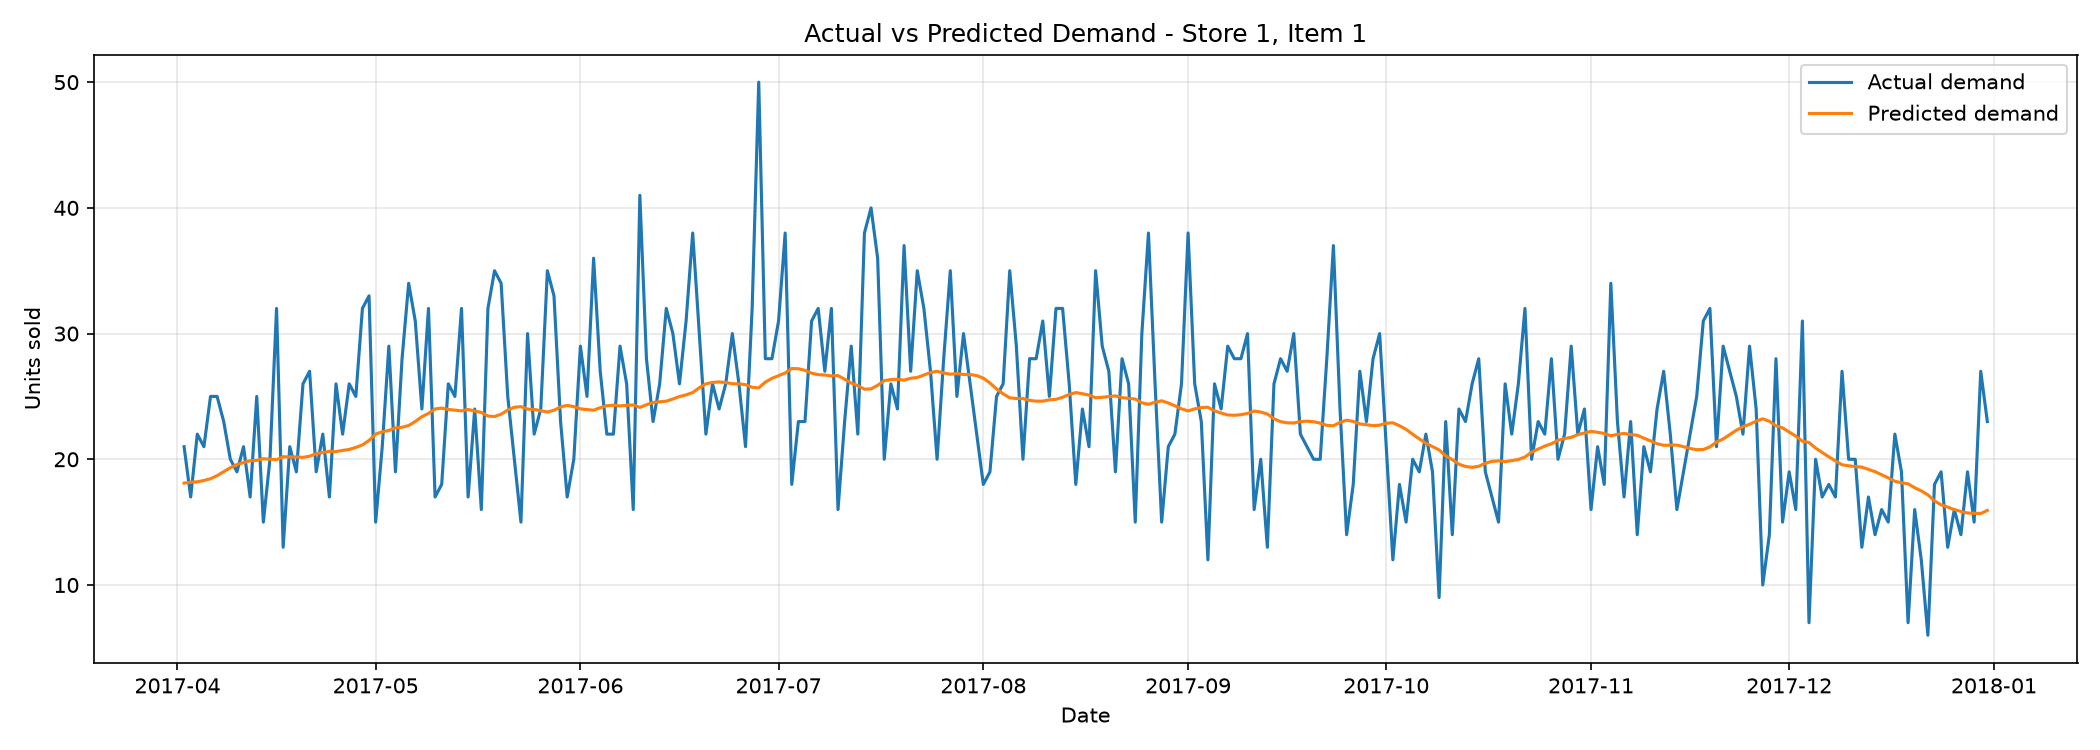 Actual vs Predicted Demand - Store 1, Item 1
Actual demand
Predicted demand
Units sold
50
40
30
20
10
2017-04 2017-05 2017-06 2017-07 2017-08 2017-09 2017-10 2017-11 2017-12 2018-01
Date